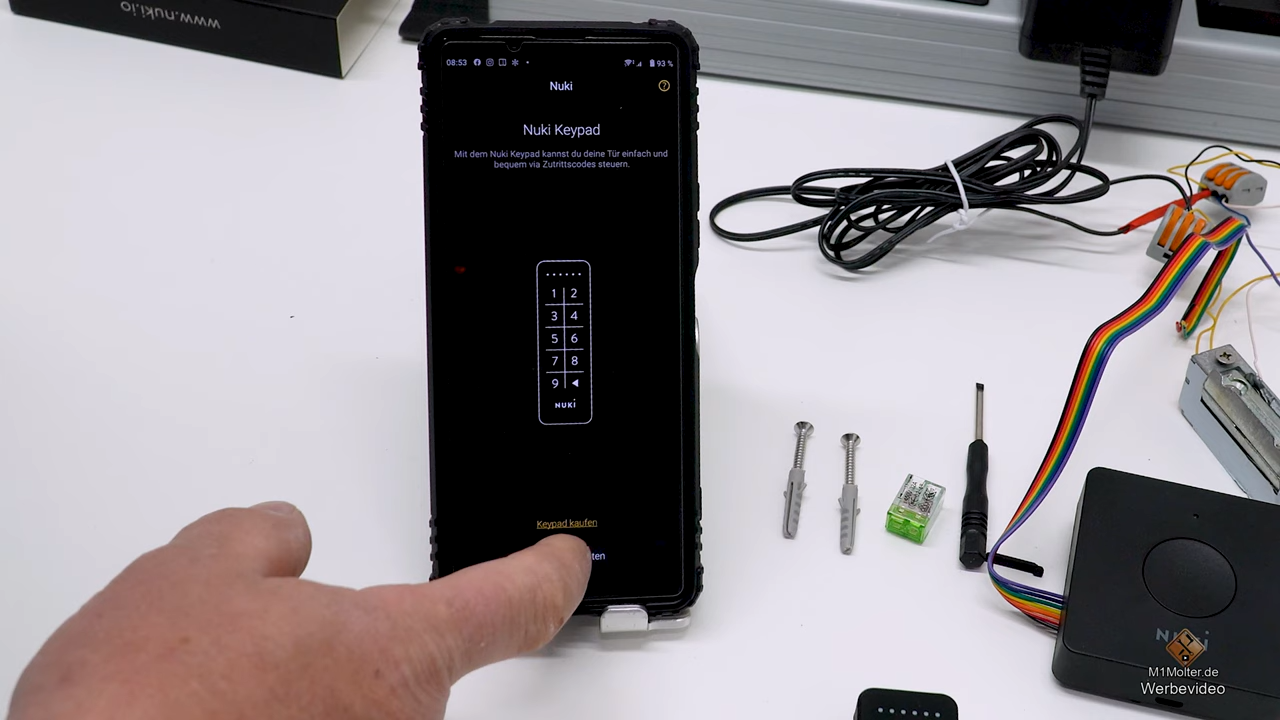 www.nuki.io
08:53
93 %
Nuki
?
Nuki Keypad
Mit dem Nuki Keypad kannst du deine Tür einfach und
bequem via Zutrittscodes steuern.
1 2
3 4
5 6
7 8
9
NUKI
Keypad kaufen
M1Molter.de
Werbevideo